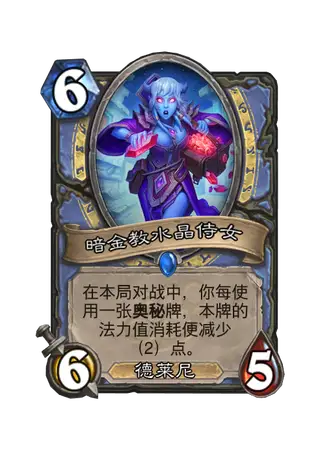 6
暗金教水晶侍女
在本局对战中，你每使
用一张奥秘牌，本牌的
法力值消耗便减少
（2）点。
6
德莱尼
5